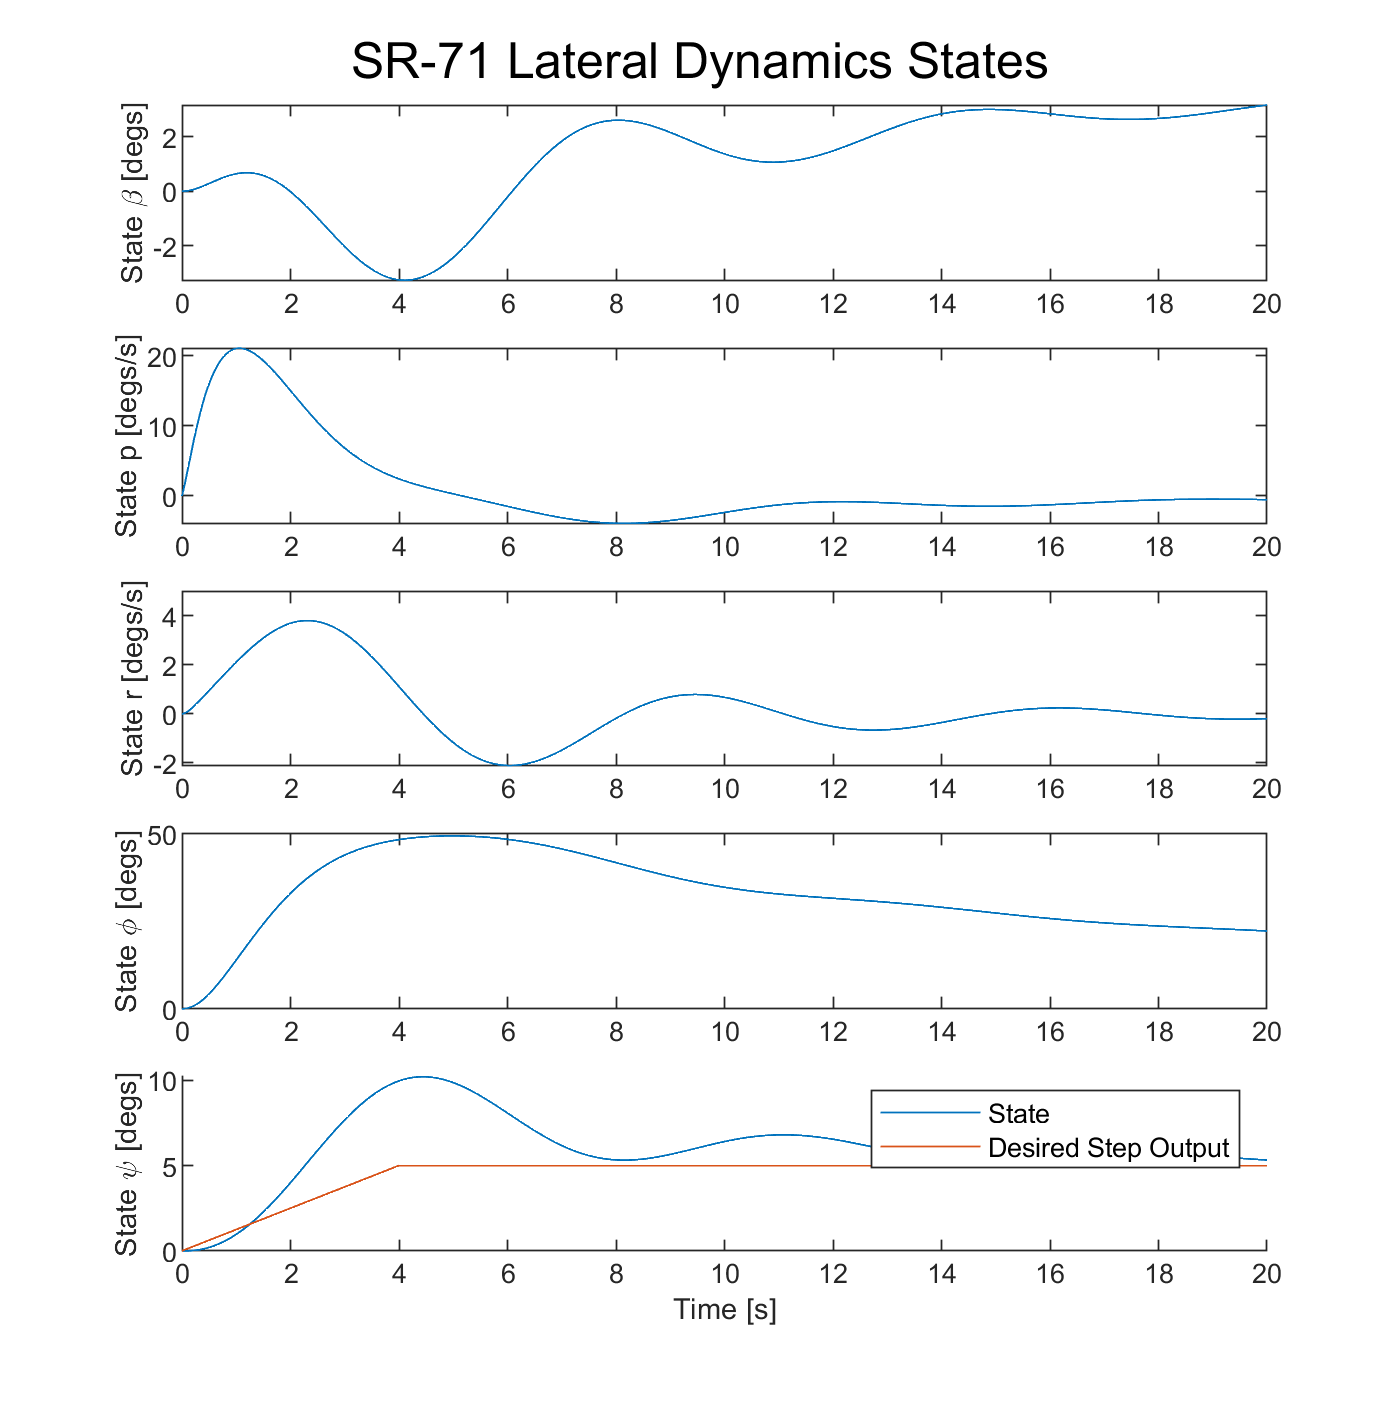 SR-71 Lateral Dynamics States
State β [degs]
2
0
-2
0 2 4 6 8 10 12 14 16 18 20
State p [degs/s]
20
10
0
0 2 4 6 8 10 12 14 16 18 20
State r [degs/s]
4
2
0
-2
0 2 4 6 8 10 12 14 16 18 20
State ϕ [degs]
50
0
0 2 4 6 8 10 12 14 16 18 20
State ψ [degs]
10
5
0
State
Desired Step Output
0 2 4 6 8 10 12 14 16 18 20
Time [s]